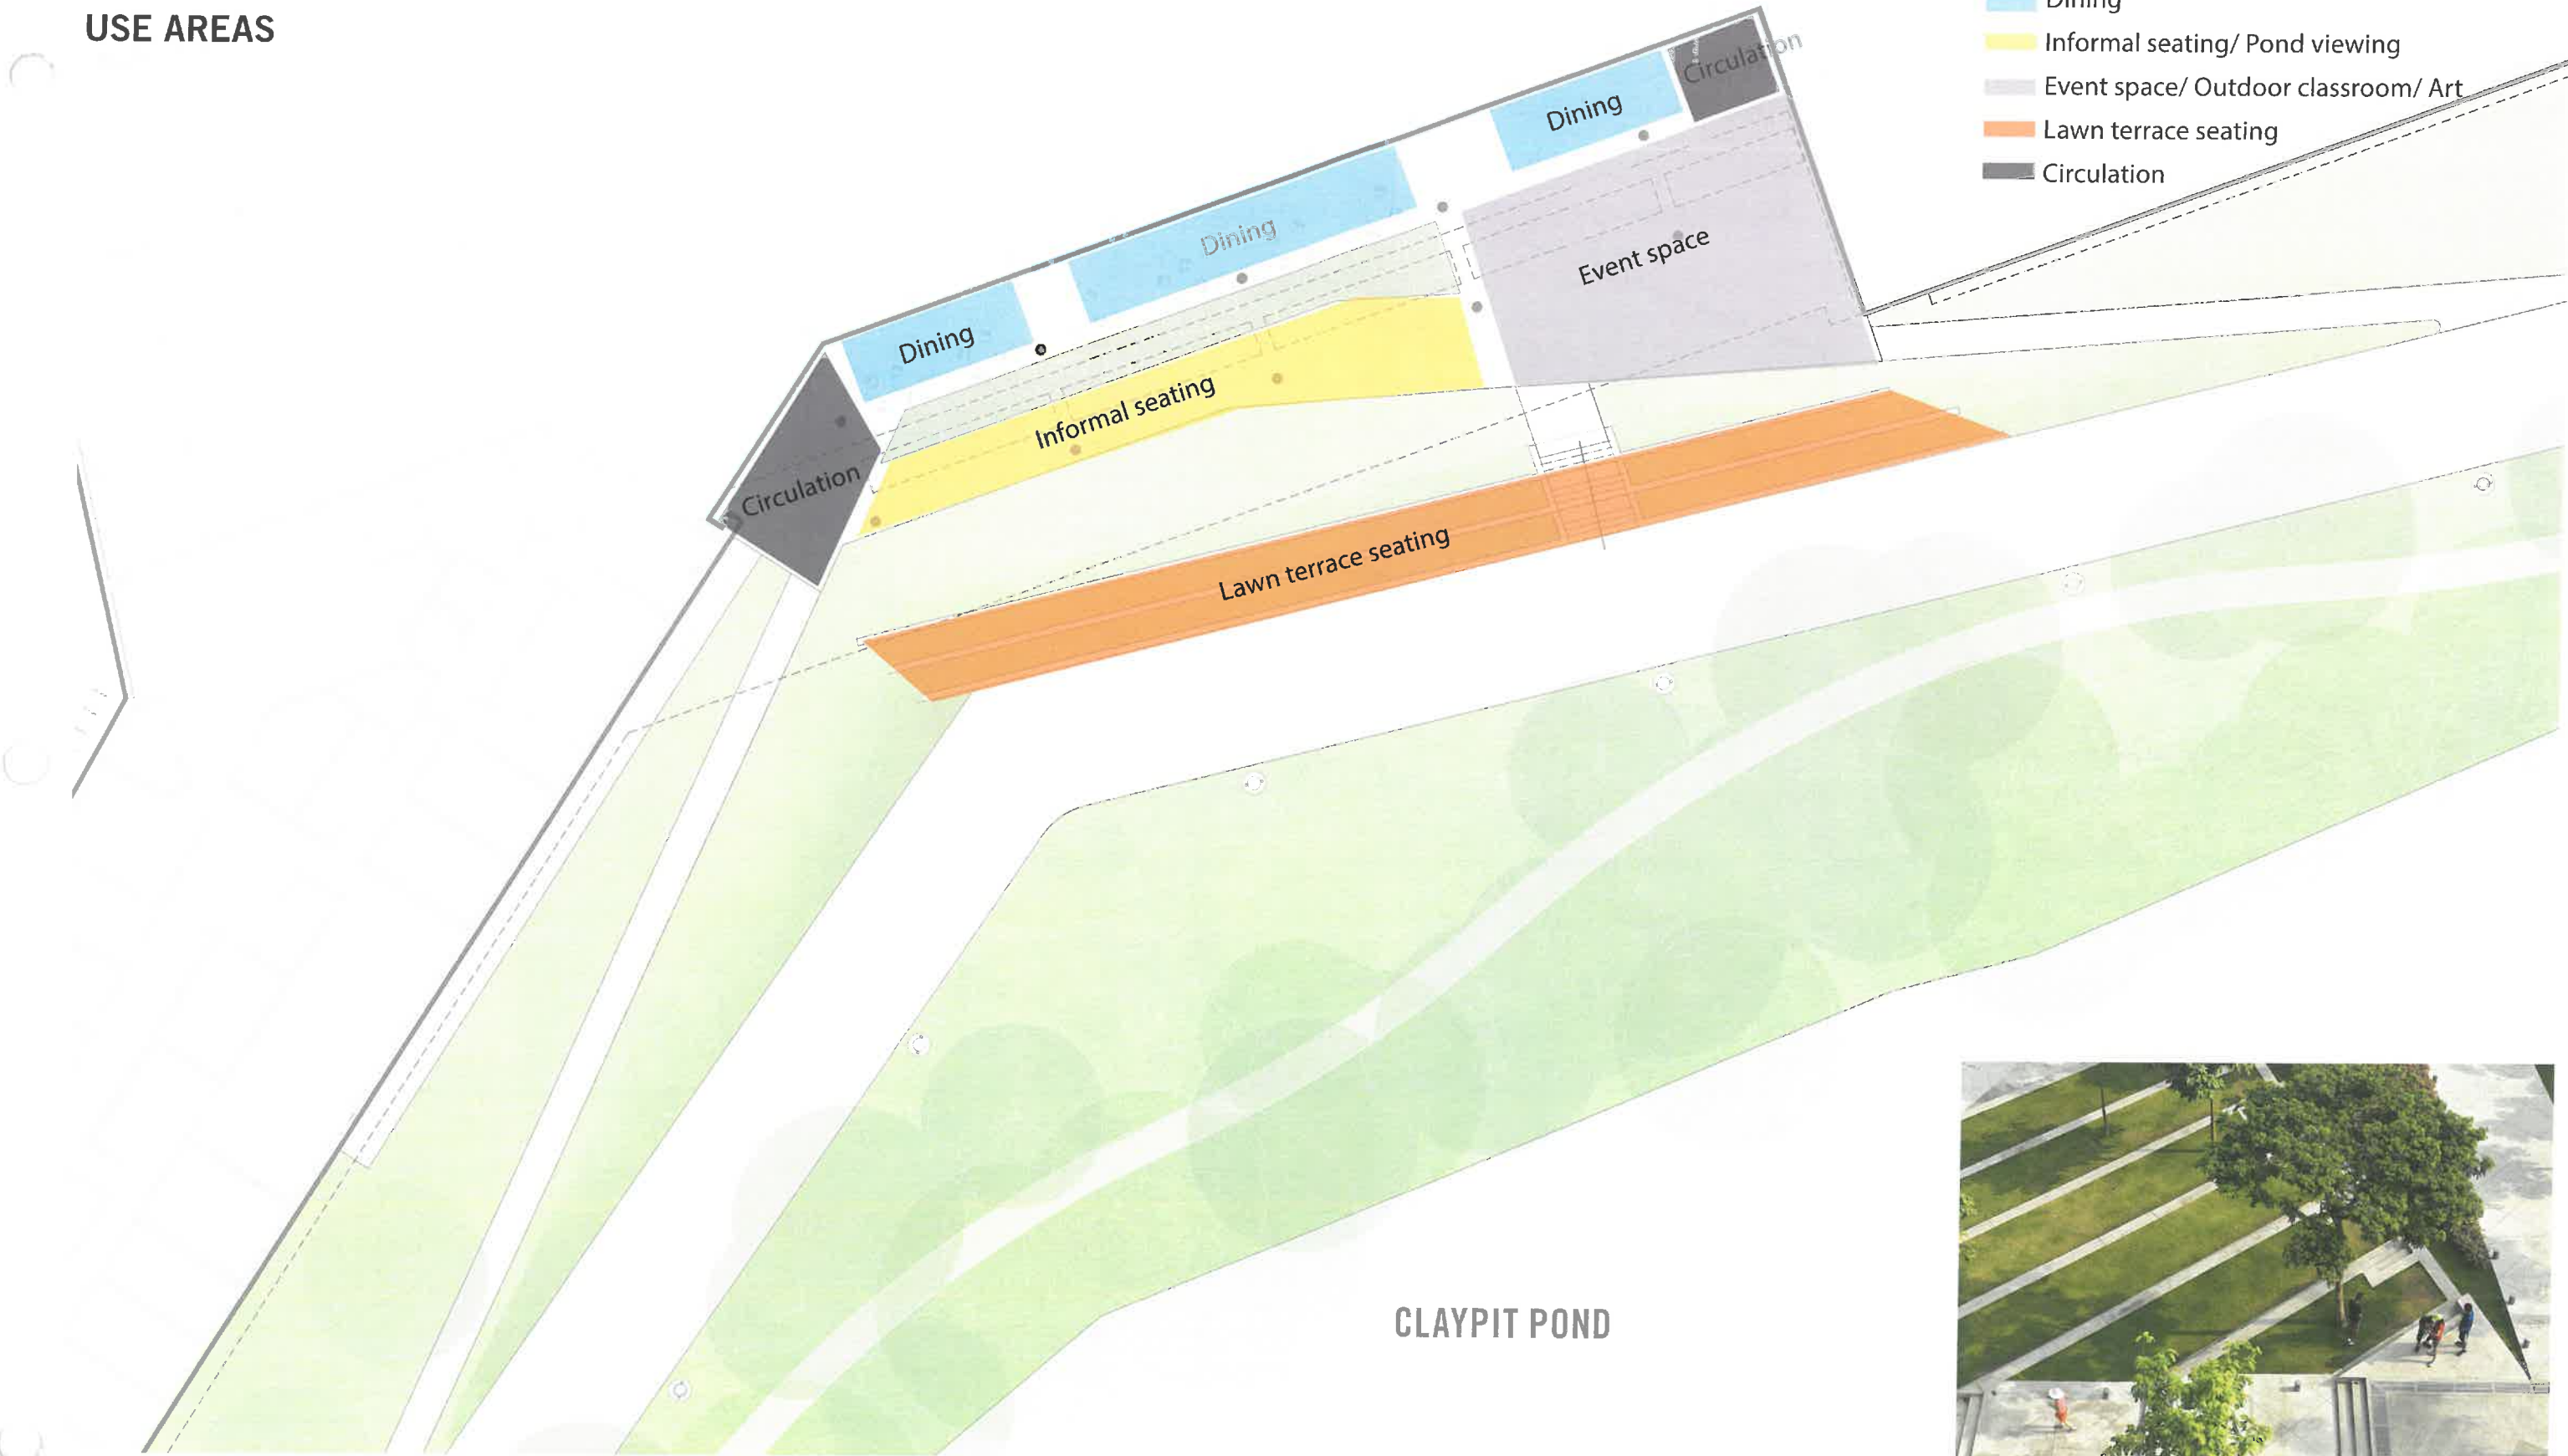 USE AREAS
Dining
Informal seating/ Pond viewing
Event space/ Outdoor classroom/ Art
Lawn terrace seating
Circulation
Circulation
Dining
Dining
Event space
Dining
Informal seating
Circulation
Lawn terrace seating
CLAYPIT POND